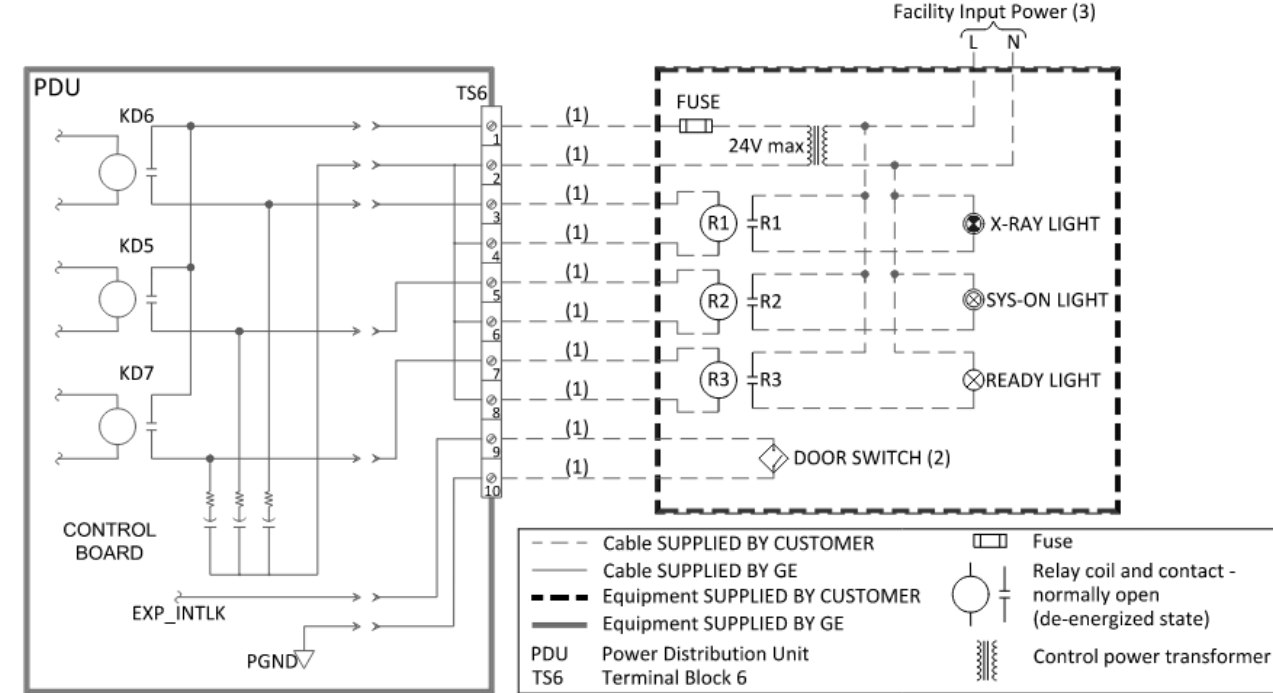 Facility Input Power (3)
L N
PDU
TS6
KD6
KD5
KD7
CONTROL
BOARD
EXP_INTLK
PGND
1
2
3
4
5
6
7
8
9
10
(1)
(1)
(1)
(1)
(1)
(1)
(1)
(1)
(1)
(1)
FUSE
24V max
R1 R1 X-RAY LIGHT
R2 R2 SYS-ON LIGHT
R3 R3 READY LIGHT
DOOR SWITCH (2)
Cable SUPPLIED BY CUSTOMER
Cable SUPPLIED BY GE
Equipment SUPPLIED BY CUSTOMER
Equipment SUPPLIED BY GE
PDU Power Distribution Unit
TS6 Terminal Block 6
Fuse
Relay coil and contact -
normally open
(de-energized state)
Control power transformer